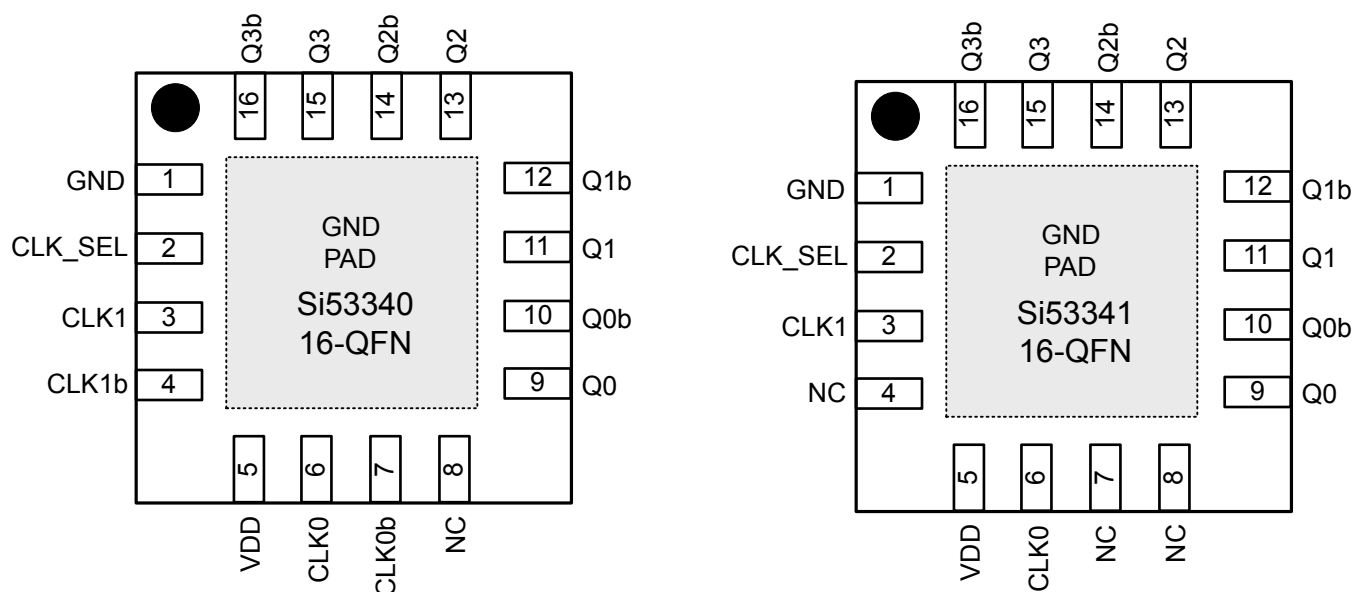 Q3b
Q3
Q2b
Q2
16
15
14
13
GND
1
CLK_SEL
2
CLK1
3
CLK1b
4
GND
PAD
Si53340
16-QFN
12
Q1b
11
Q1
10
Q0b
9
Q0
5
6
7
8
VDD
CLK0
CLK0b
NC
Q3b
Q3
Q2b
Q2
16
15
14
13
GND
1
CLK_SEL
2
CLK1
3
NC
4
GND
PAD
Si53341
16-QFN
12
Q1b
11
Q1
10
Q0b
9
Q0
5
6
7
8
VDD
CLK0
NC
NC